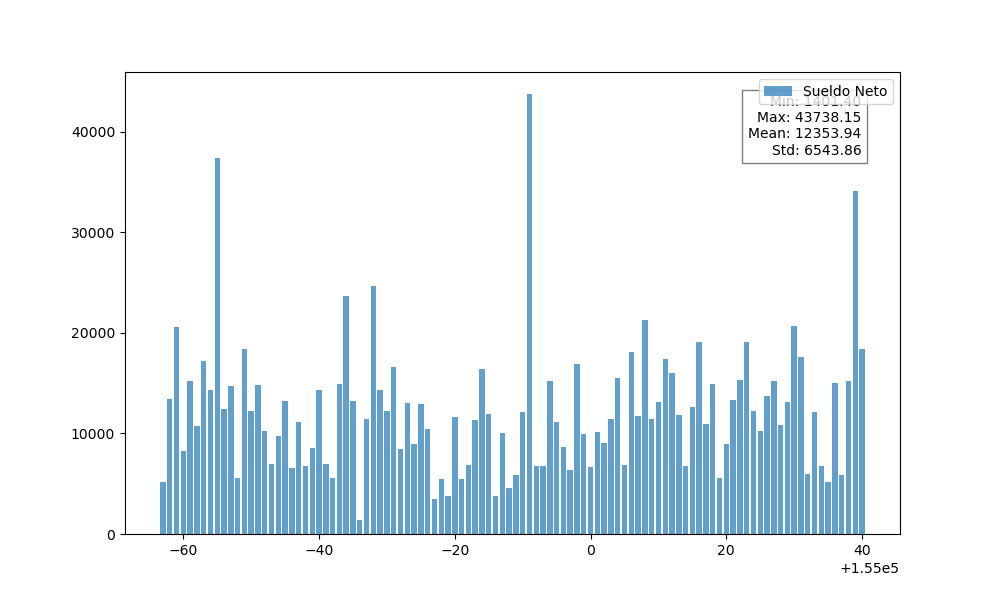 Sueldo Neto
Min: 1401.40
Max: 43738.15
Mean: 12353.94
Std: 6543.86
40000
30000
20000
10000
0
−60
−40
−20
0
20
40
+1.55e5